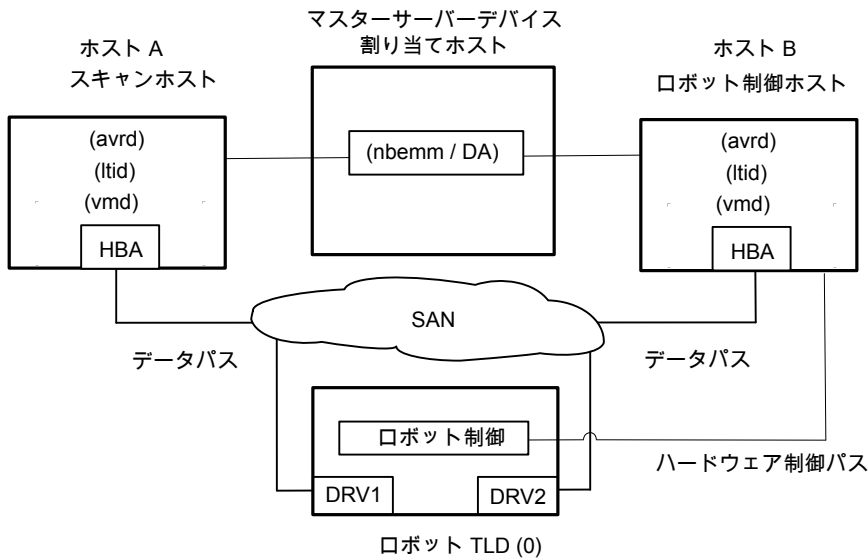 マスターサーバーデバイス
割り当てホスト
ホスト A
スキャンホスト
ホスト B
ロボット制御ホスト
(avrd)
(ltid)
(vmd)
HBA
(nbemm / DA)
(avrd)
(ltid)
(vmd)
HBA
SAN
データパス
データパス
ロボット制御
ハードウェア制御パス
DRV1
DRV2
ロボット TLD (0)